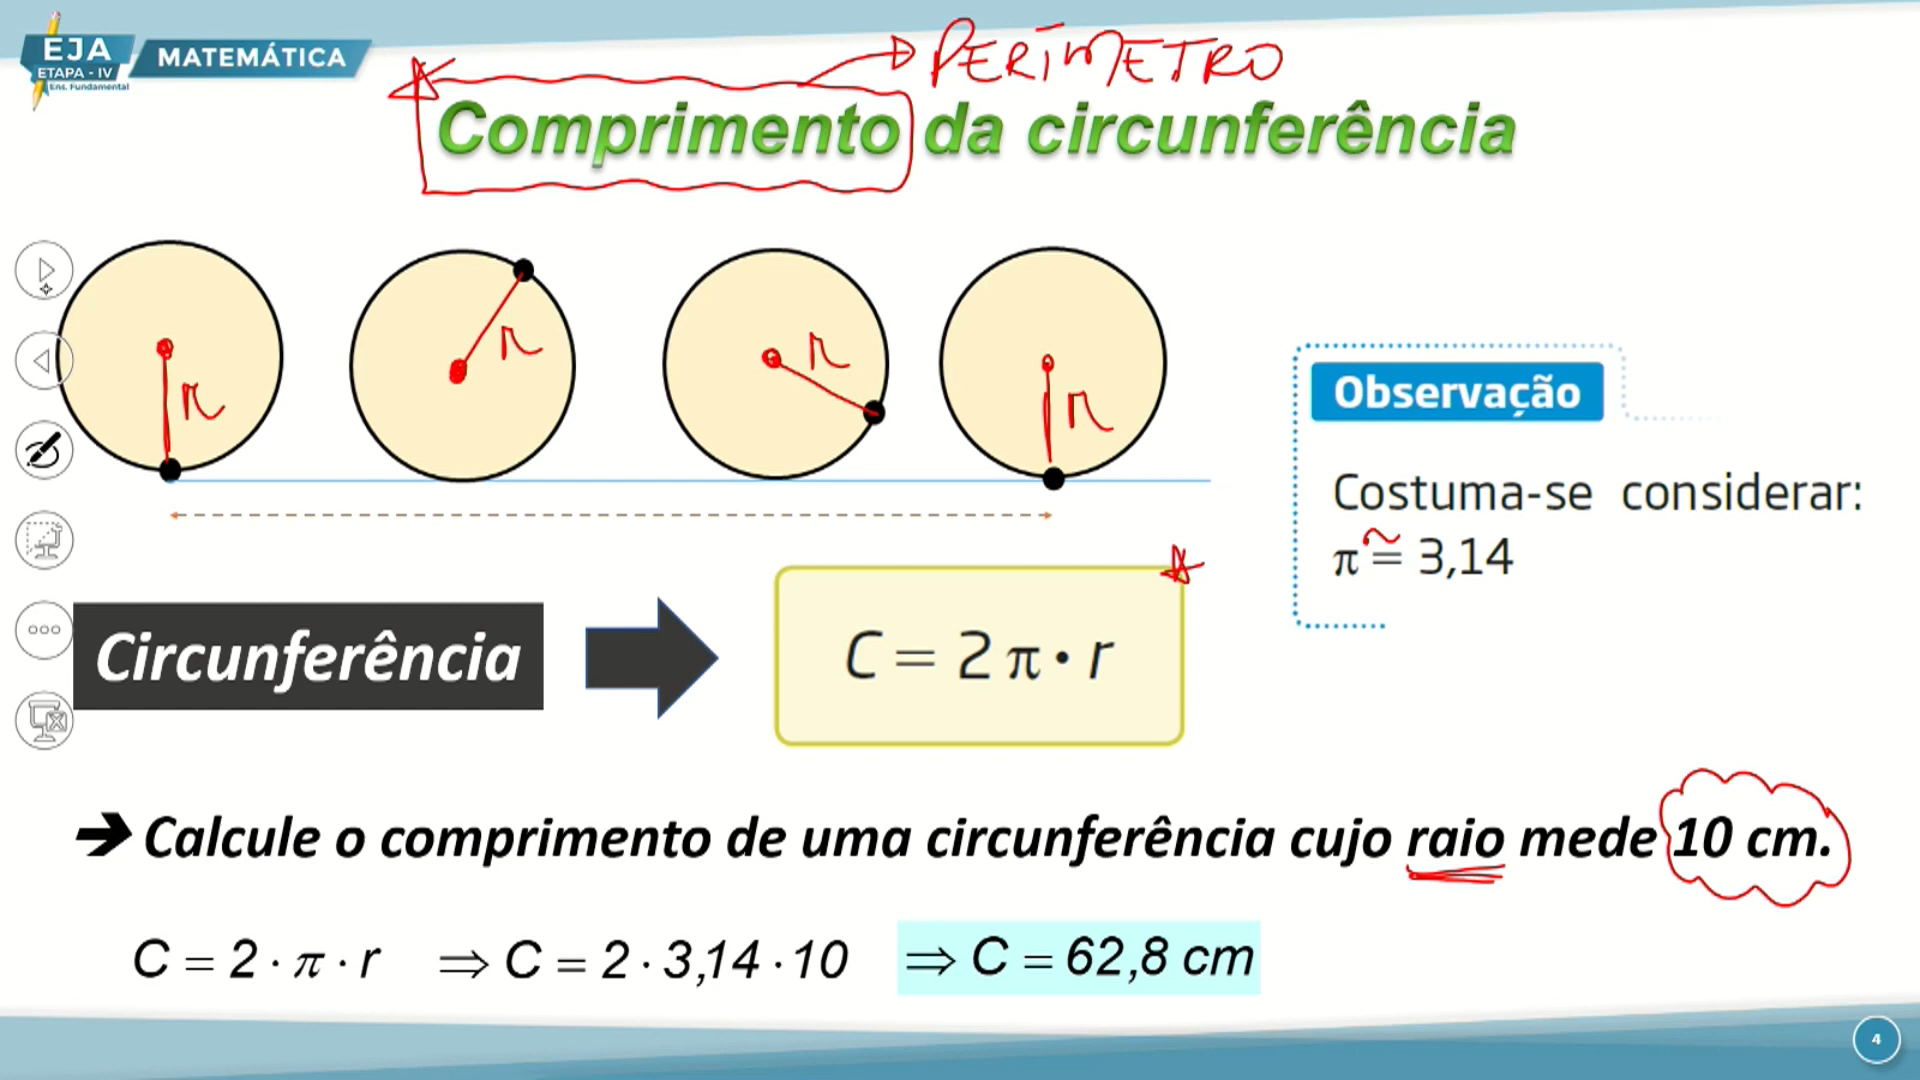 EJA
ETAPA - IV
Ens. Fundamental
MATEMÁTICA
PERÍMETRO
Comprimento da circunferência
r r r r
Observação
Costuma-se considerar:
π = 3,14
Circunferência
C = 2 π • r
➔ Calcule o comprimento de uma circunferência cujo raio mede 10 cm.
C = 2 · π · r ⇒ C = 2 · 3,14 · 10 ⇒ C = 62,8 cm
4